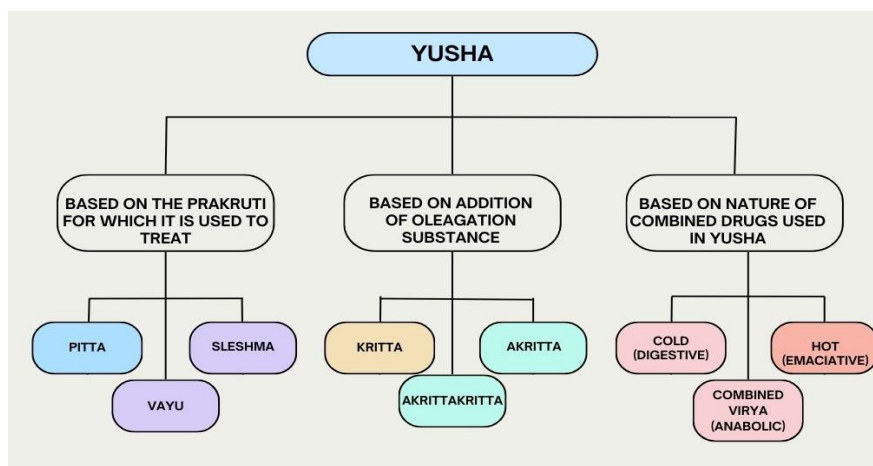 YUSHA
BASED ON THE PRAKRUTI
FOR WHICH IT IS USED TO
TREAT
BASED ON ADDITION
OF OLEAGATION
SUBSTANCE
BASED ON NATURE OF
COMBINED DRUGS USED
IN YUSHA
PITTA
SLESHMA
VAYU
KRITTA
AKRITTA
AKRITTAKRITTA
COLD
(DIGESTIVE)
HOT
(EMACIATIVE)
COMBINED
VIRYA
(ANABOLIC)